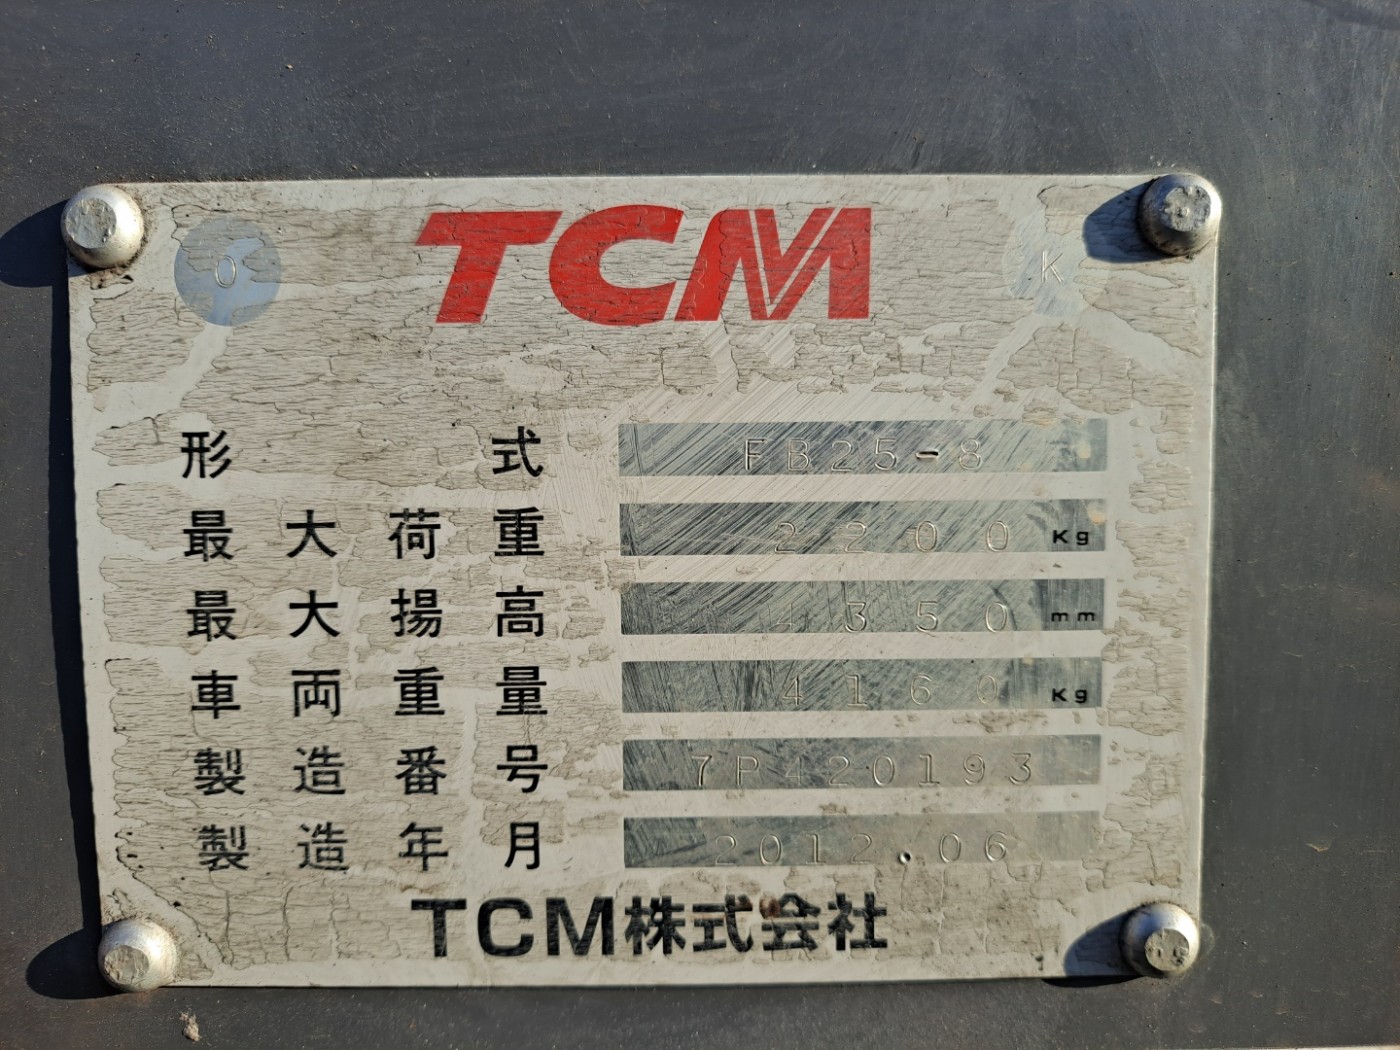 O TCM K
形式 FB25-8
最大荷重 2200 Kg
最大揚高 4350 mm
車両重量 4160 Kg
製造番号 7P420193
製造年月 2012.06
TCM株式会社